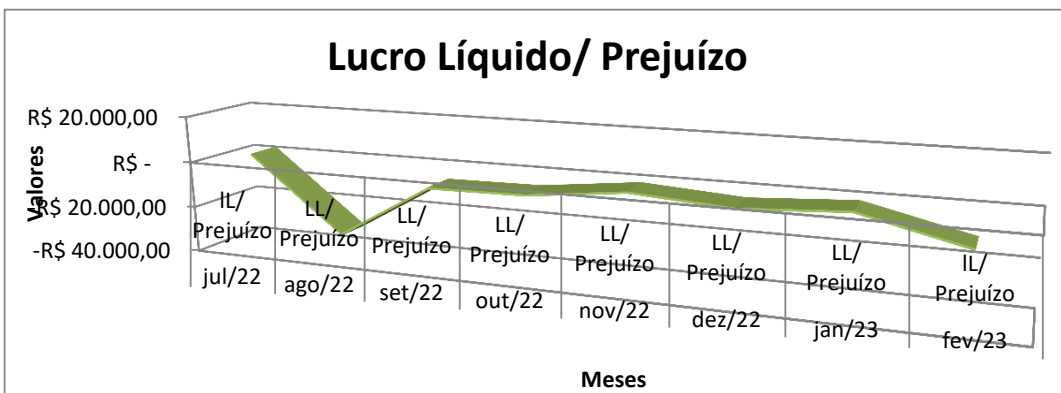 Lucro Líquido/ Prejuízo
R$ 20.000,00
R$ -
-R$ 20.000,00
-R$ 40.000,00
Valores
IL/
Prejuízo
LL/
Prejuízo
LL/
Prejuízo
LL/
Prejuízo
LL/
Prejuízo
LL/
Prejuízo
LL/
Prejuízo
IL/
Prejuízo
jul/22
ago/22
set/22
out/22
nov/22
dez/22
jan/23
fev/23
Meses